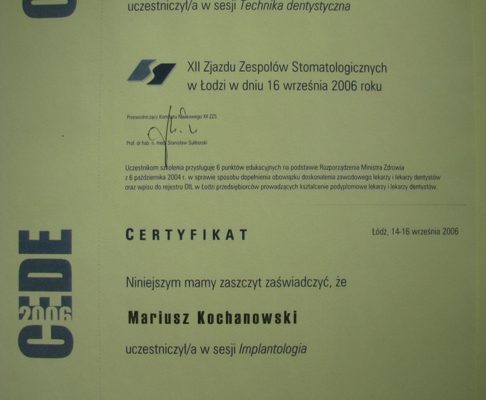 uczestniczył/a w sesji Technika dentystyczna
XII Zjazdu Zespołów Stomatologicznych
w Łodzi w dniu 16 września 2006 roku
Przewodniczący Komitetu Naukowego XII ZZS
Prof. dr hab. n. med. Stanisław Suliborski
Uczestnikom szkolenia przysługuje 6 punktów edukacyjnych na podstawie Rozporządzenia Ministra Zdrowia
z 6 października 2004 r. w sprawie sposobu dopełnienia obowiązku doskonalenia zawodowego lekarzy i lekarzy dentystów
oraz wpisu do rejestru OIL w Łodzi przedsiębiorców prowadzących kształcenie podyplomowe lekarzy i lekarzy dentystów.
CEDE
2006
CERTYFIKAT
Łódź, 14-16 września 2006
Niniejszym mamy zaszczyt zaświadczyć, że
Mariusz Kochanowski
uczestniczył/a w sesji Implantologia